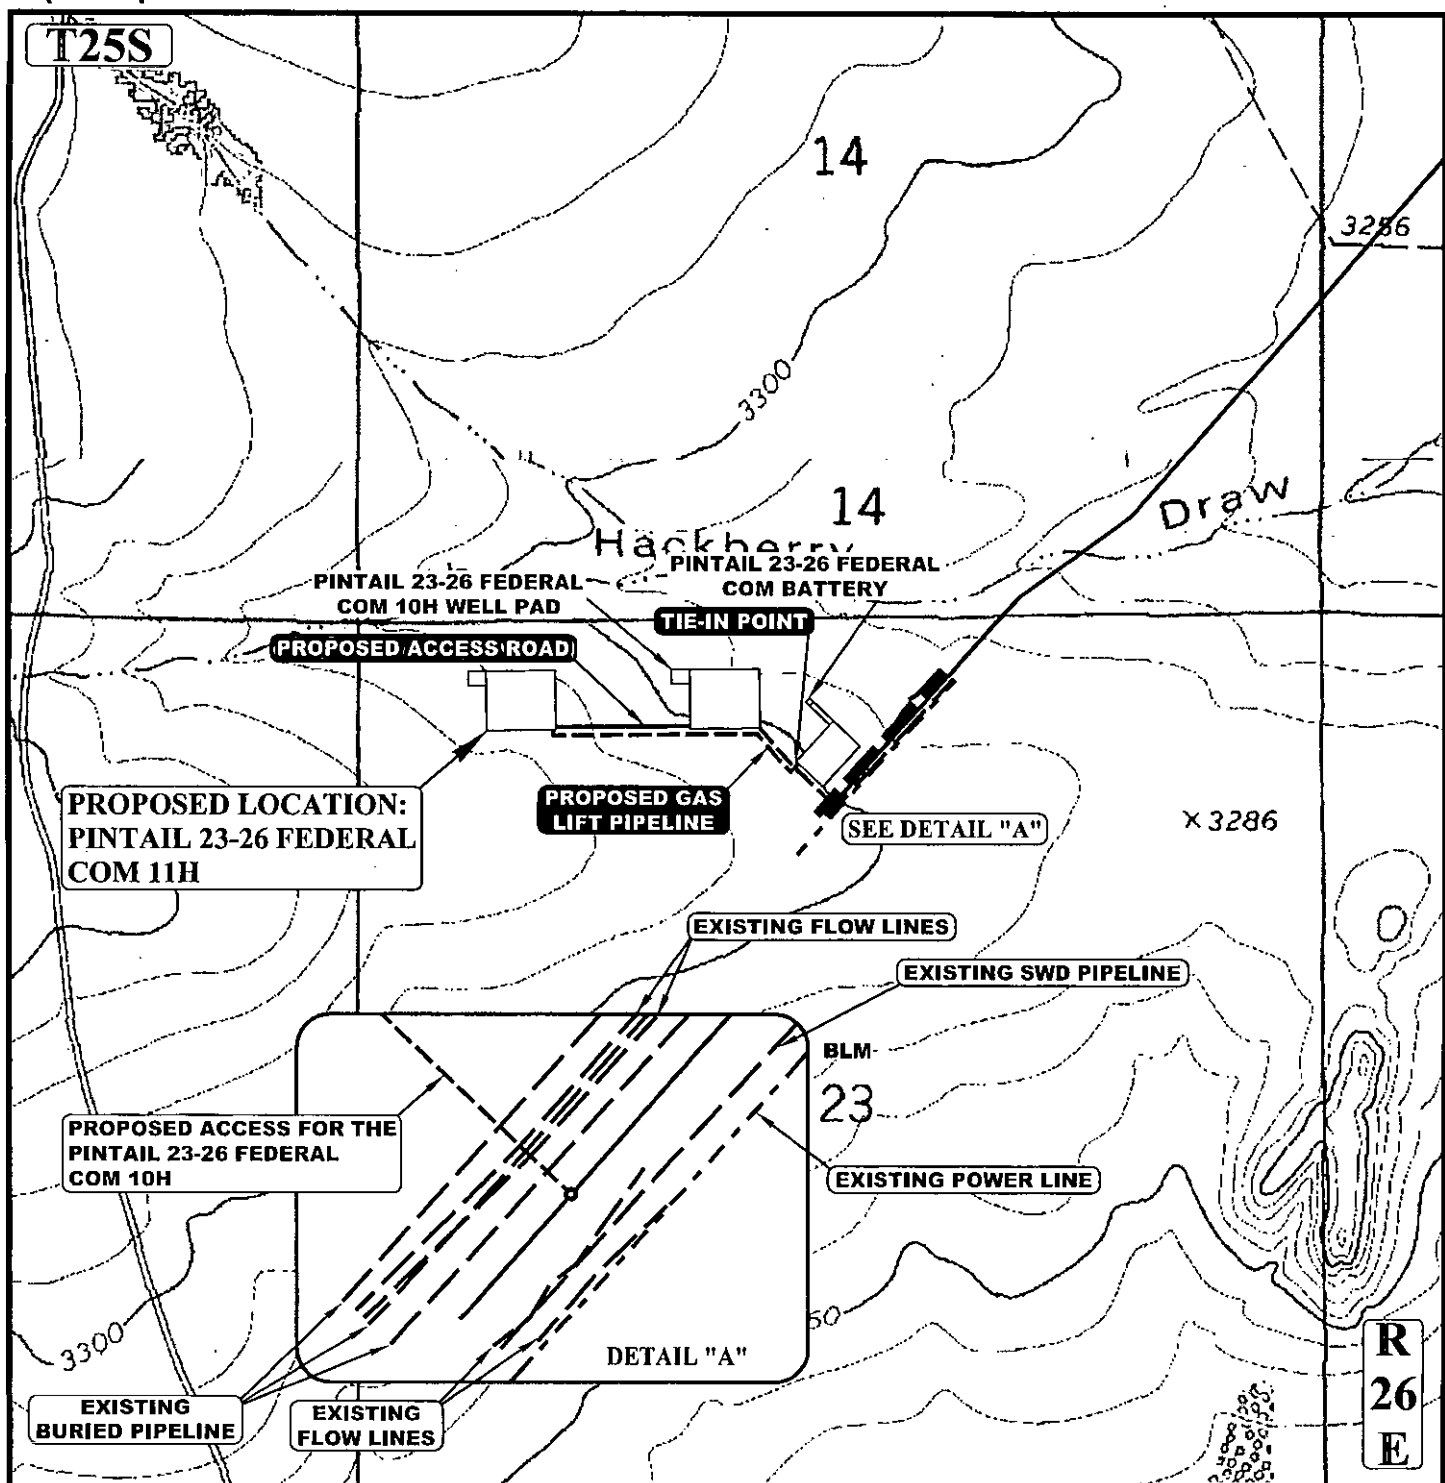 T25S
14
3256
3300
14
Hackberry
Draw
PINTAIL 23-26 FEDERAL
COM 10H WELL PAD
PINTAIL 23-26 FEDERAL
COM BATTERY
TIE-IN POINT
PROPOSED ACCESS ROAD
PROPOSED LOCATION:
PINTAIL 23-26 FEDERAL
COM 11H
PROPOSED GAS
LIFT PIPELINE
SEE DETAIL "A"
×3286
EXISTING FLOW LINES
EXISTING SWD PIPELINE
BLM
23
PROPOSED ACCESS FOR THE
PINTAIL 23-26 FEDERAL
COM 10H
EXISTING POWER LINE
3300
50
DETAIL "A"
EXISTING
BURIED PIPELINE
EXISTING
FLOW LINES
R
26
E